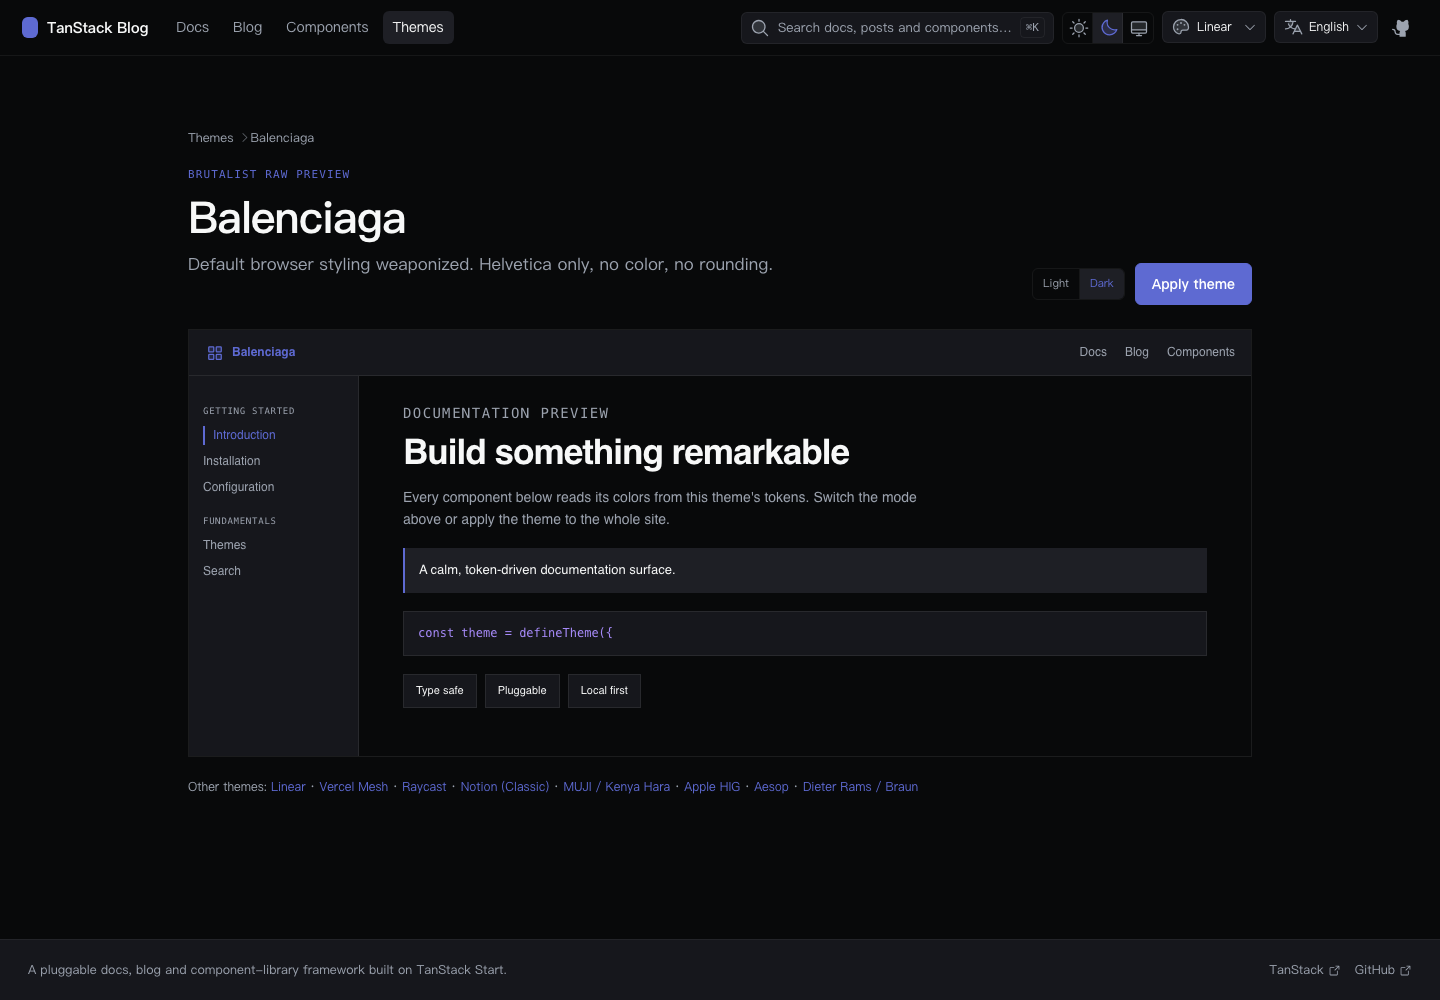 TanStack Blog
Docs
Blog
Components
Themes
Search docs, posts and components...
⌘K
Linear
English
Themes
Balenciaga
BRUTALIST RAW PREVIEW
Balenciaga
Default browser styling weaponized. Helvetica only, no color, no rounding.
Light
Dark
Apply theme
Balenciaga
Docs
Blog
Components
GETTING STARTED
Introduction
Installation
Configuration
FUNDAMENTALS
Themes
Search
DOCUMENTATION PREVIEW
Build something remarkable
Every component below reads its colors from this theme's tokens. Switch the mode
above or apply the theme to the whole site.
A calm, token-driven documentation surface.
const theme = defineTheme({
Type safe
Pluggable
Local first
Other themes: Linear · Vercel Mesh · Raycast · Notion (Classic) · MUJI / Kenya Hara · Apple HIG · Aesop · Dieter Rams / Braun
A pluggable docs, blog and component-library framework built on TanStack Start.
TanStack
GitHub